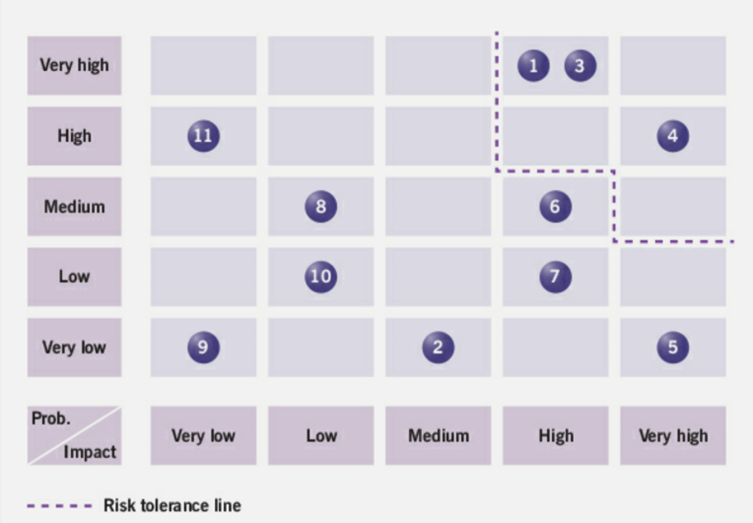 Very high
1 3
High
11 4
Medium
8 6
Low
10 7
Very low
9 2 5
Prob.
Impact
Very low Low Medium High Very high
Risk tolerance line